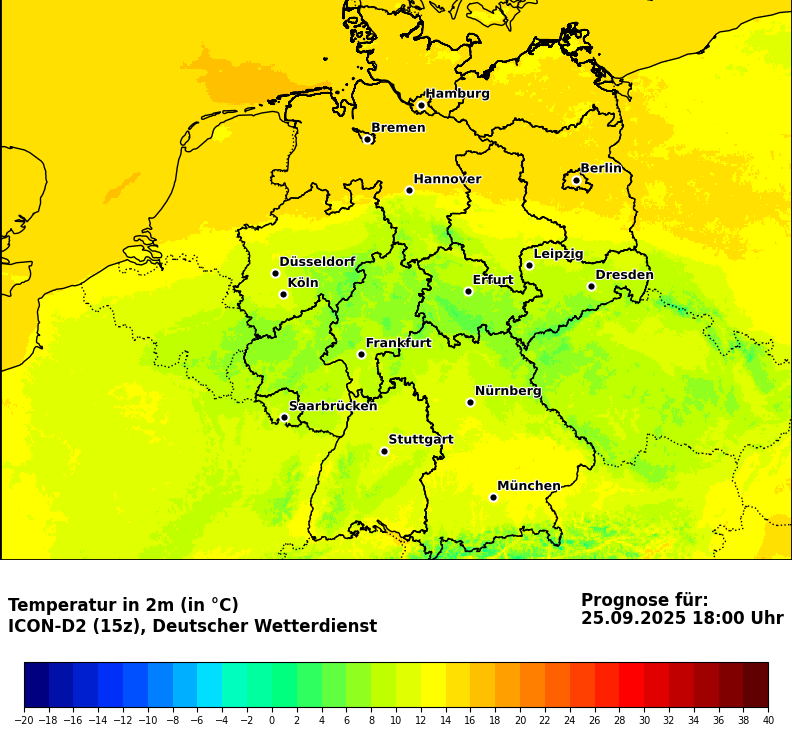 Hamburg
Bremen
Berlin
Hannover
Leipzig
Düsseldorf
Dresden
Köln
Erfurt
Frankfurt
Nürnberg
Saarbrücken
Stuttgart
München
Temperatur in 2m (in °C)
ICON-D2 (15z), Deutscher Wetterdienst
Prognose für:
25.09.2025 18:00 Uhr
−20 −18 −16 −14 −12 −10 −8 −6 −4 −2 0 2 4 6 8 10 12 14 16 18 20 22 24 26 28 30 32 34 36 38 40